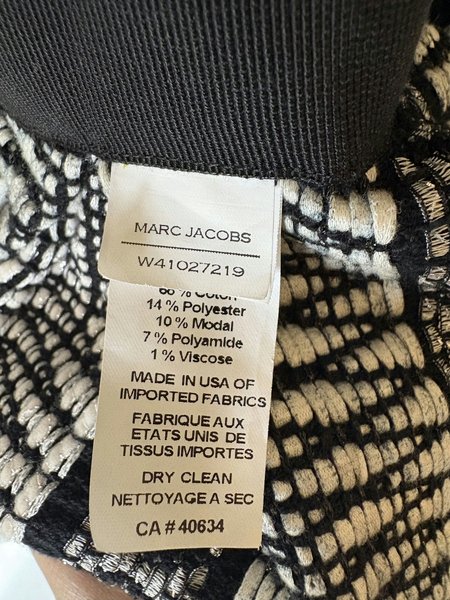 MARC JACOBS
W41027219
14 % Polyester
10 % Modal
7 % Polyamide
1 % Viscose
MADE IN USA OF
IMPORTED FABRICS
FABRIQUE AUX
ETATS UNIS DE
TISSUS IMPORTES
DRY CLEAN
NETTOYAGE A SEC
CA # 40634